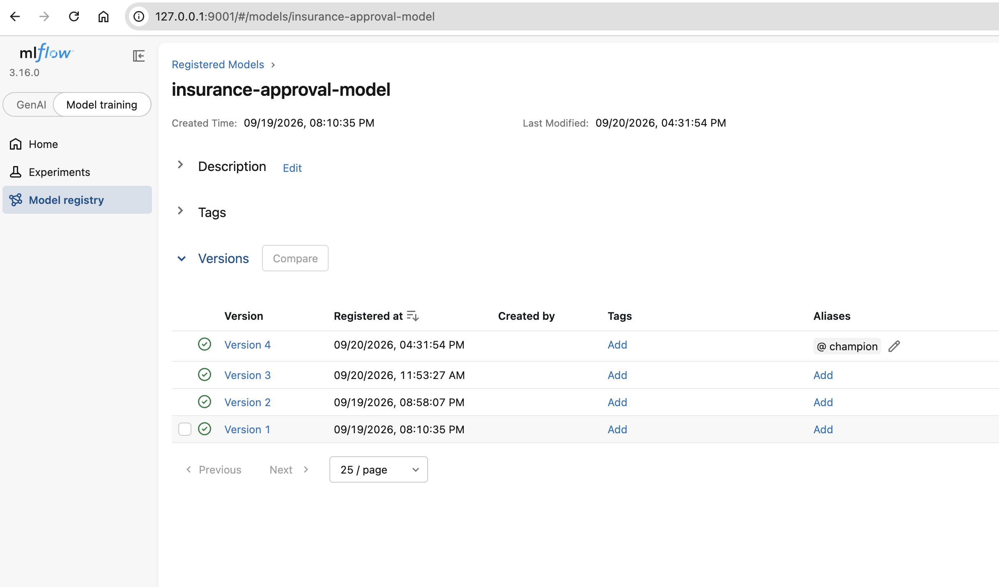 127.0.0.1:9001/#/models/insurance-approval-model
mlflow
3.16.0
GenAI Model training
Home
Experiments
Model registry
Registered Models
insurance-approval-model
Created Time: 09/19/2026, 08:10:35 PM Last Modified: 09/20/2026, 04:31:54 PM
Description Edit
Tags
Versions Compare
Version Registered at Created by Tags Aliases
Version 4 09/20/2026, 04:31:54 PM Add @ champion
Version 3 09/20/2026, 11:53:27 AM Add Add
Version 2 09/19/2026, 08:58:07 PM Add Add
Version 1 09/19/2026, 08:10:35 PM Add Add
Previous Next 25 / page